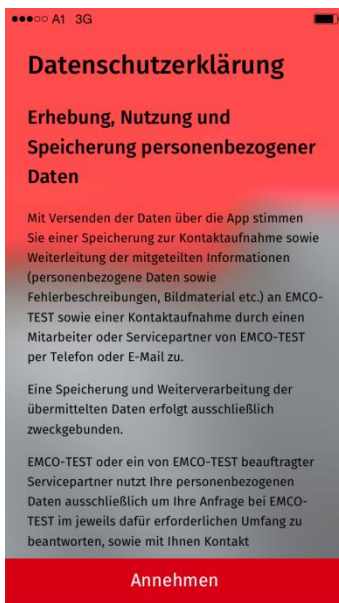 A1 3G
Datenschutzerklärung
Erhebung, Nutzung und
Speicherung personenbezogener
Daten
Mit Versenden der Daten über die App stimmen
Sie einer Speicherung zur Kontaktaufnahme sowie
Weiterleitung der mitgeteilten Informationen
(personenbezogene Daten sowie
Fehlerbeschreibungen, Bildmaterial etc.) an EMCO-
TEST sowie einer Kontaktaufnahme durch einen
Mitarbeiter oder Servicepartner von EMCO-TEST
per Telefon oder E-Mail zu.
Eine Speicherung und Weiterverarbeitung der
übermittelten Daten erfolgt ausschließlich
zweckgebunden.
EMCO-TEST oder ein von EMCO-TEST beauftragter
Servicepartner nutzt Ihre personenbezogenen
Daten ausschließlich um Ihre Anfrage bei EMCO-
TEST im jeweils dafür erforderlichen Umfang zu
beantworten, sowie mit Ihnen Kontakt
Annehmen